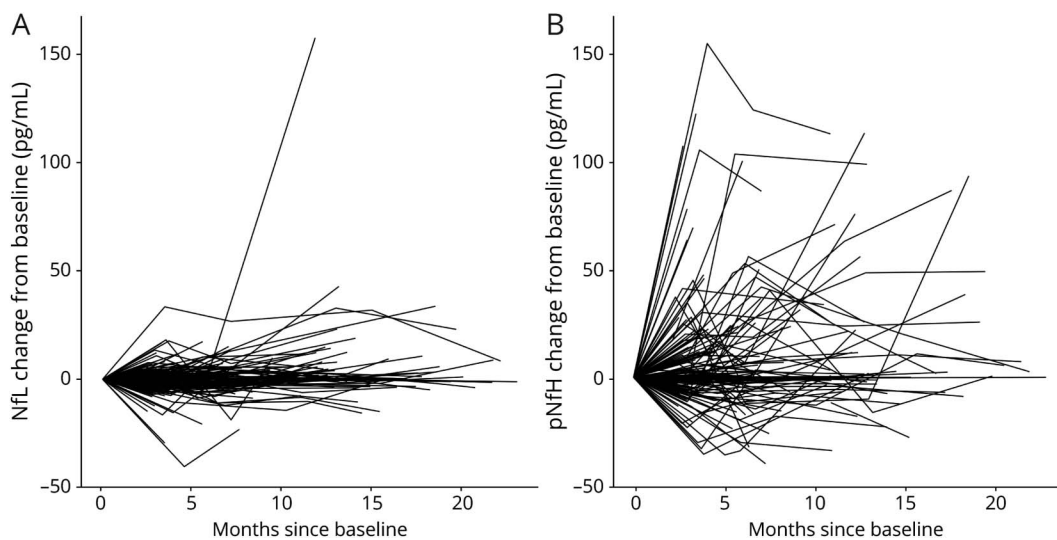 A
NfL change from baseline (pg/mL)
150
100
50
0
–50
0 5 10 15 20
Months since baseline
B
pNfH change from baseline (pg/mL)
150
100
50
0
–50
0 5 10 15 20
Months since baseline